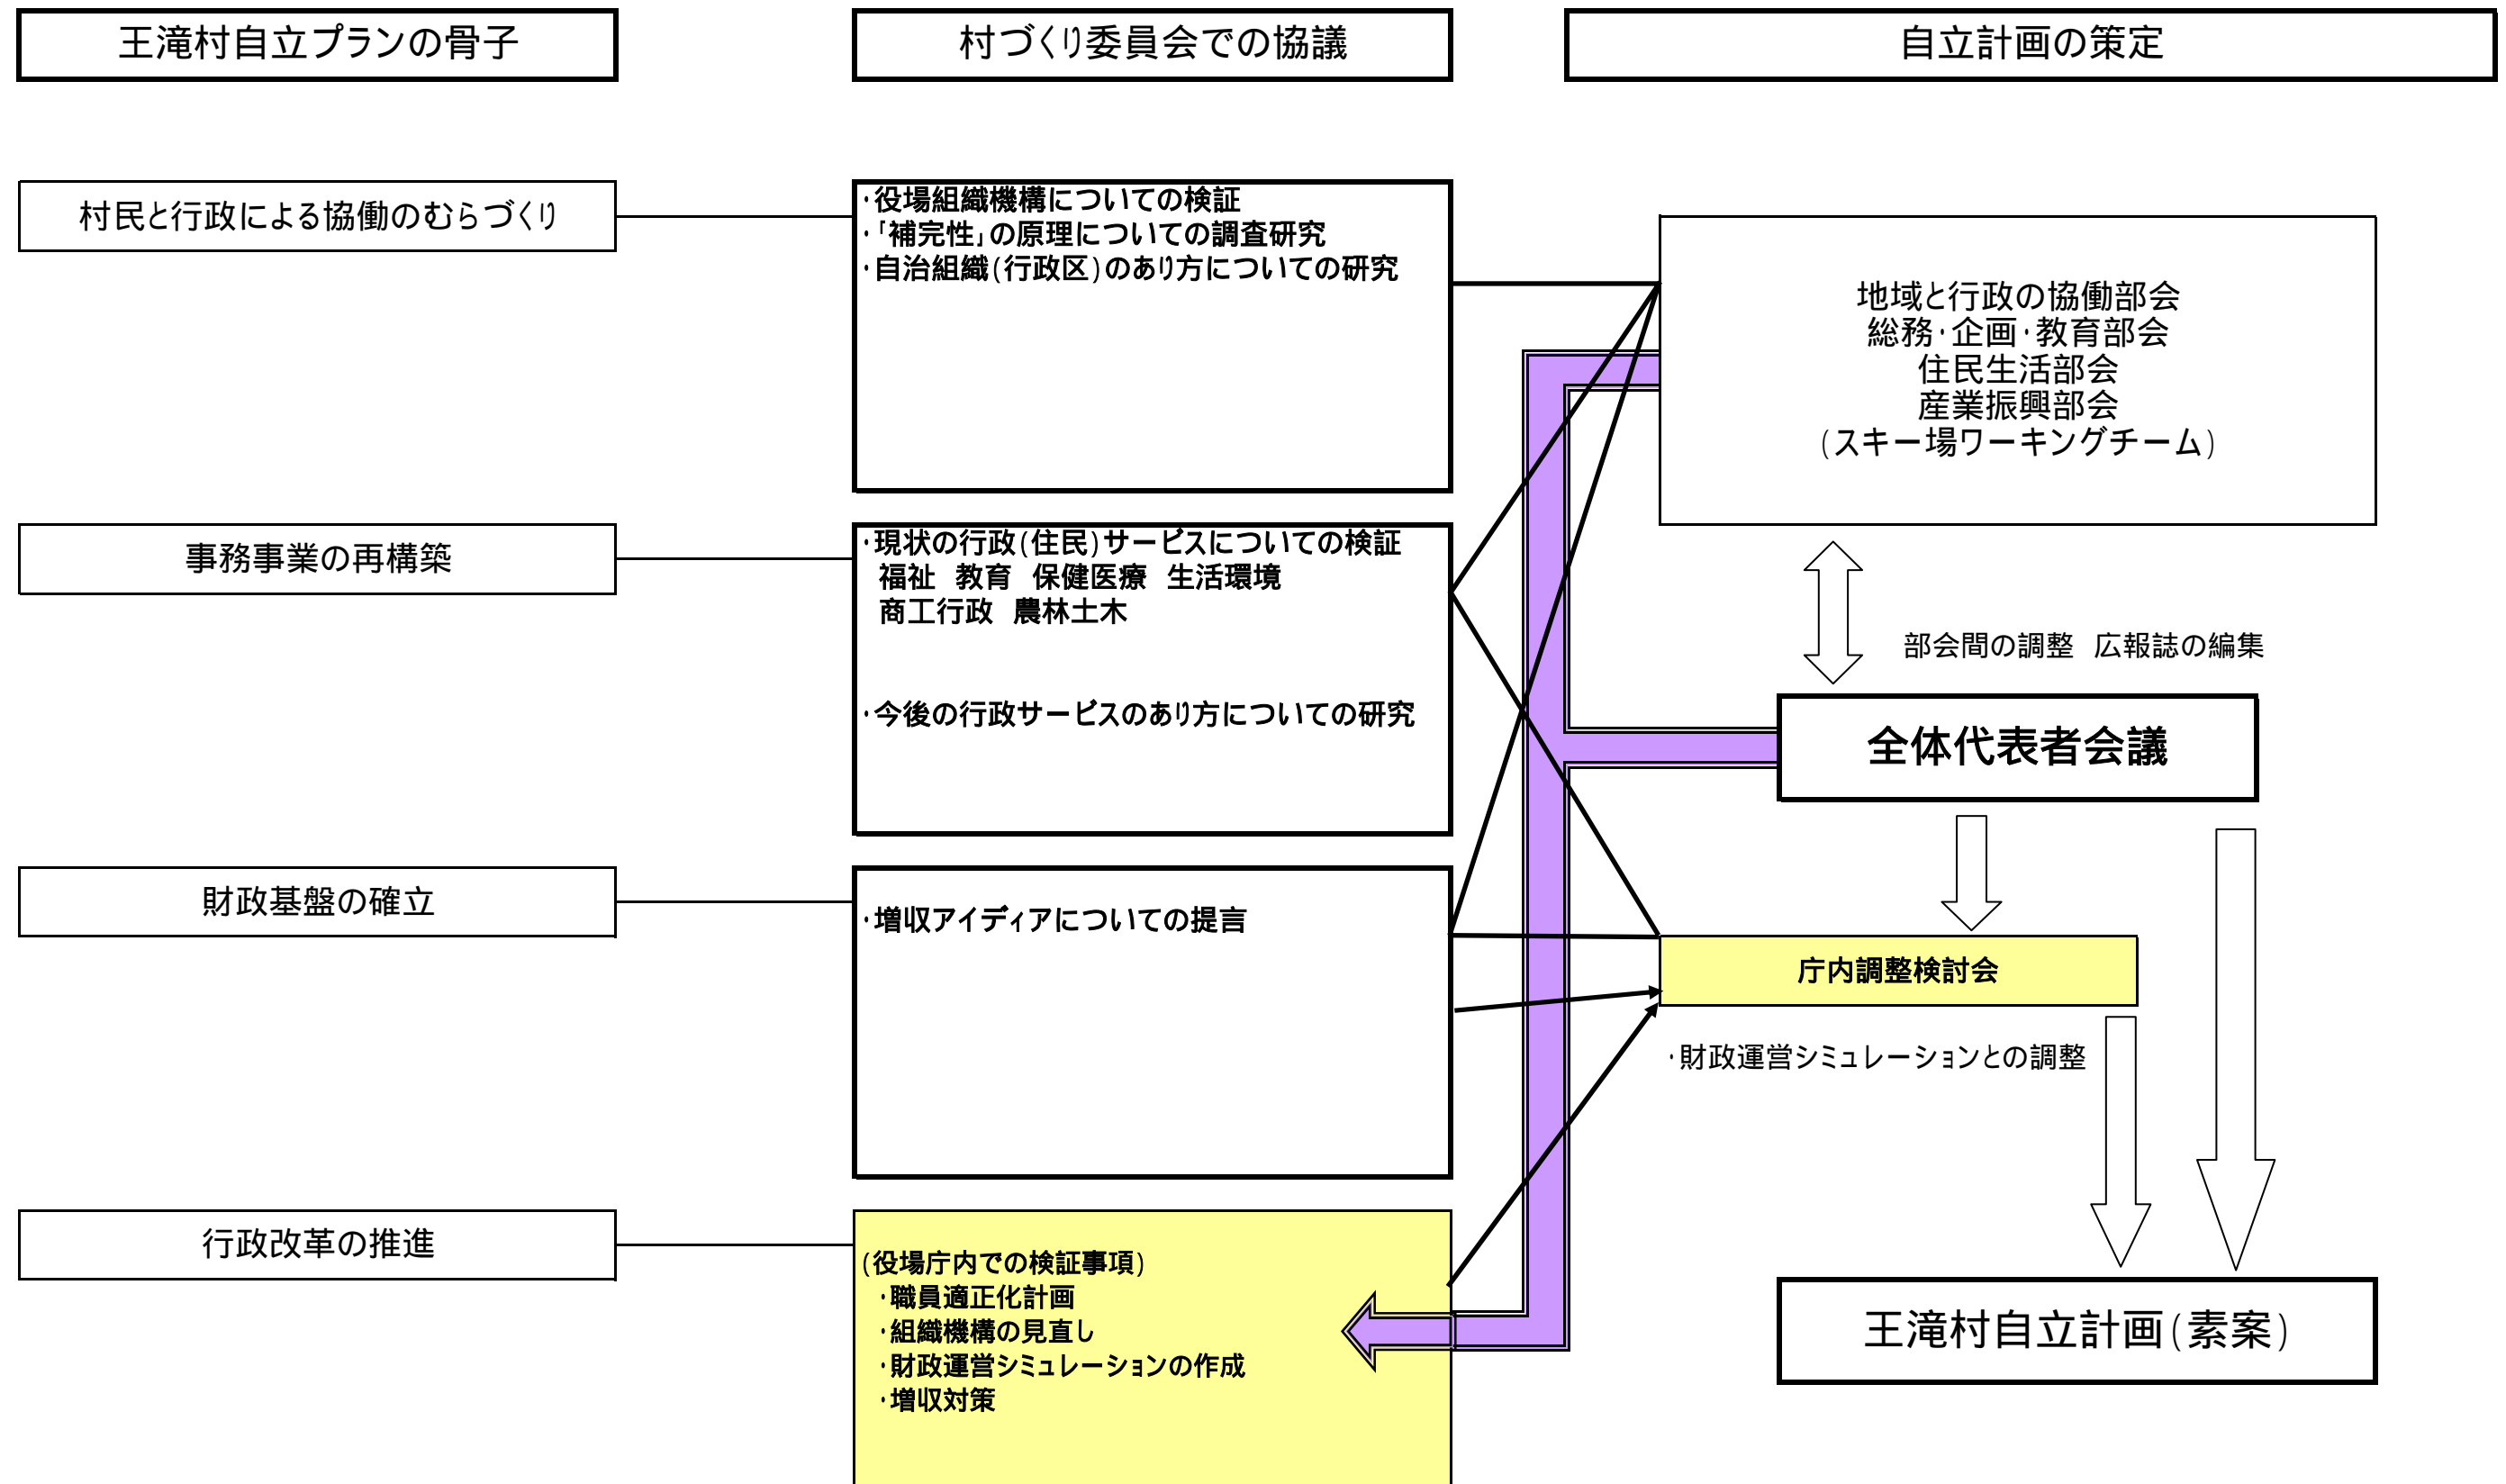 王滝村自立プランの骨子
村づくり委員会での協議
自立計画の策定
村民と行政による協働のむらづくり
・役場組織機構についての検証
・「補完性」の原理についての調査研究
・自治組織(行政区)のあり方についての研究
地域と行政の協働部会
総務・企画・教育部会
住民生活部会
産業振興部会
(スキー場ワーキングチーム)
事務事業の再構築
・現状の行政(住民)サービスについての検証
福祉 教育 保健医療 生活環境
商工行政 農林土木
・今後の行政サービスのあり方についての研究
部会間の調整 広報誌の編集
全体代表者会議
財政基盤の確立
・増収アイディアについての提言
庁内調整検討会
・財政運営シミュレーションとの調整
行政改革の推進
(役場庁内での検証事項)
・職員適正化計画
・組織機構の見直し
・財政運営シミュレーションの作成
・増収対策
王滝村自立計画(素案)